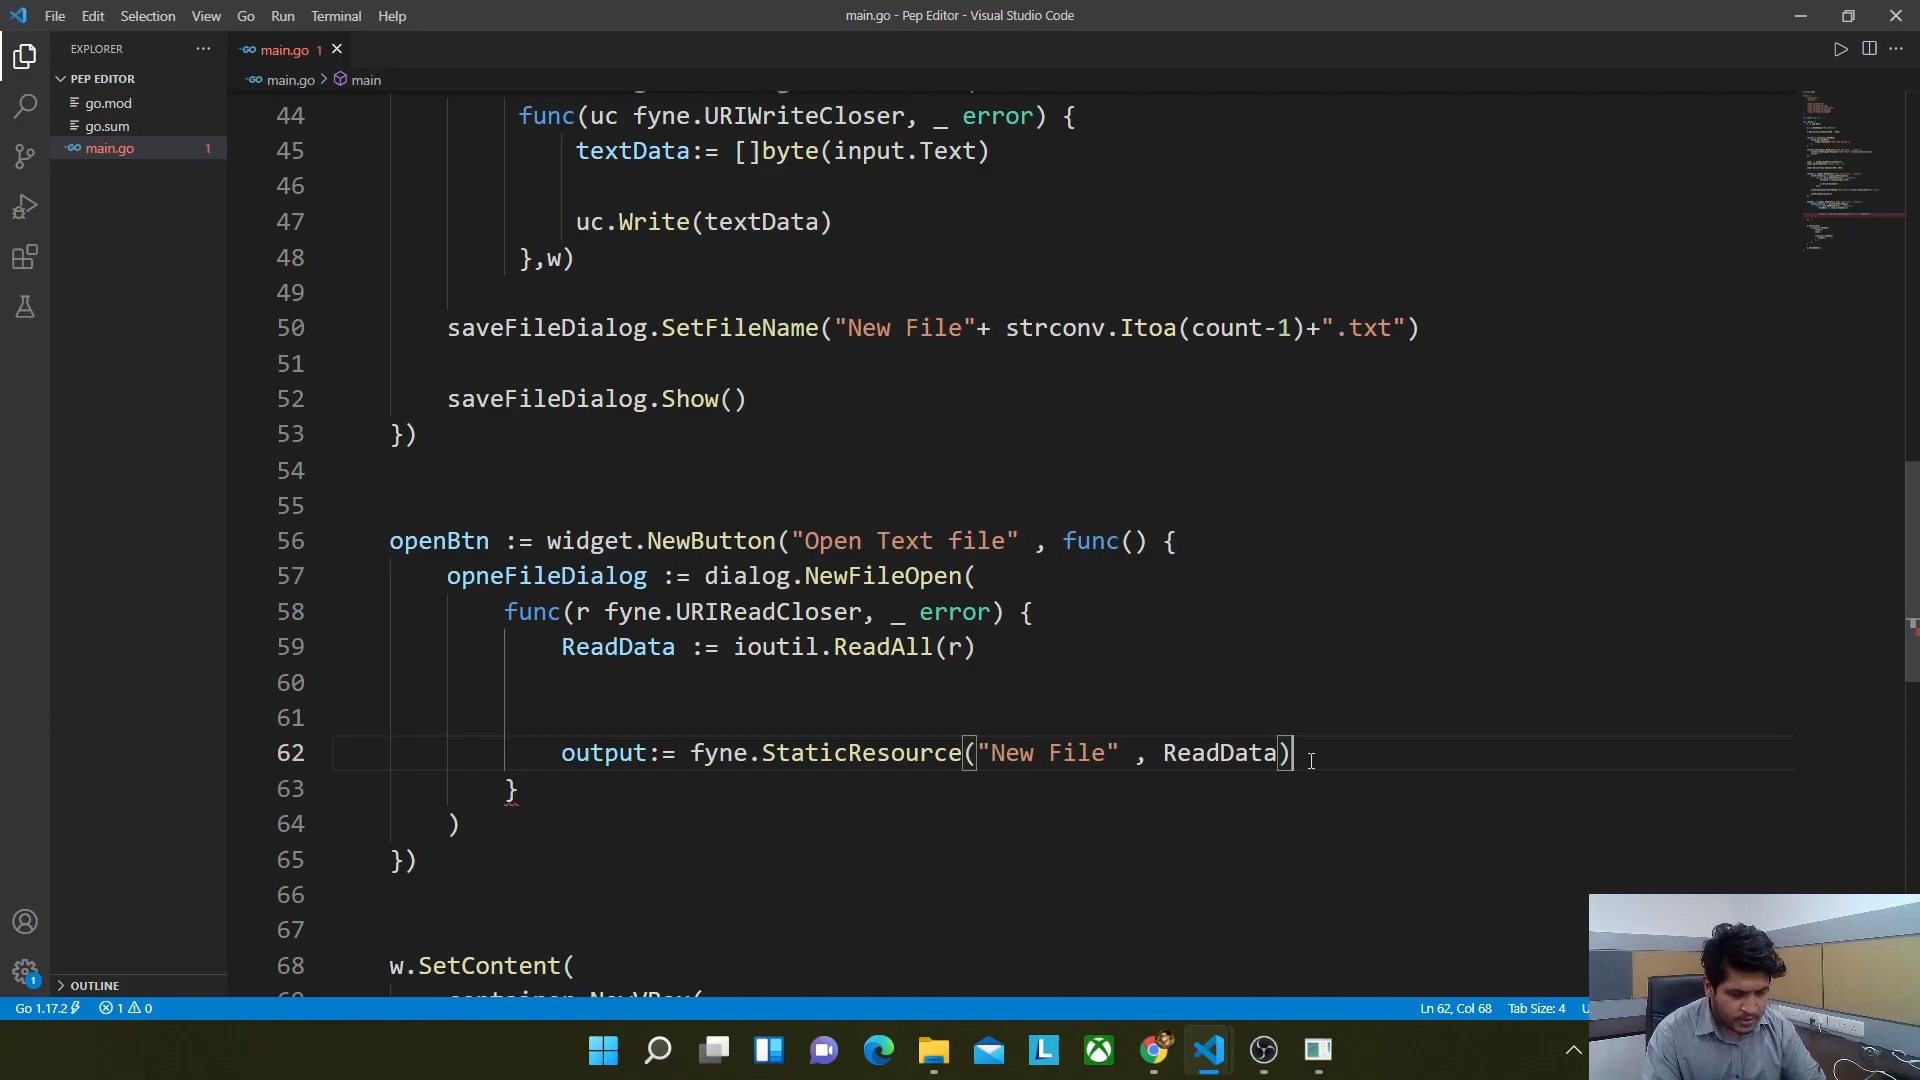 File Edit Selection View Go Run Terminal Help
main.go - Pep Editor - Visual Studio Code
EXPLORER
PEP EDITOR
go.mod
go.sum
main.go 1
OUTLINE
main.go 1
main.go > main
44 func(uc fyne.URIWriteCloser, _ error) {
45 textData:= []byte(input.Text)
46
47 uc.Write(textData)
48 },w)
49
50 saveFileDialog.SetFileName("New File"+ strconv.Itoa(count-1)+".txt")
51
52 saveFileDialog.Show()
53 })
54
55
56 openBtn := widget.NewButton("Open Text file" , func() {
57 opneFileDialog := dialog.NewFileOpen(
58 func(r fyne.URIReadCloser, _ error) {
59 ReadData := ioutil.ReadAll(r)
60
61
62 output:= fyne.StaticResource("New File" , ReadData)
63 }
64 )
65 })
66
67
68 w.SetContent(
1
Go 1.17.2 1 0
Ln 62, Col 68 Tab Size: 4